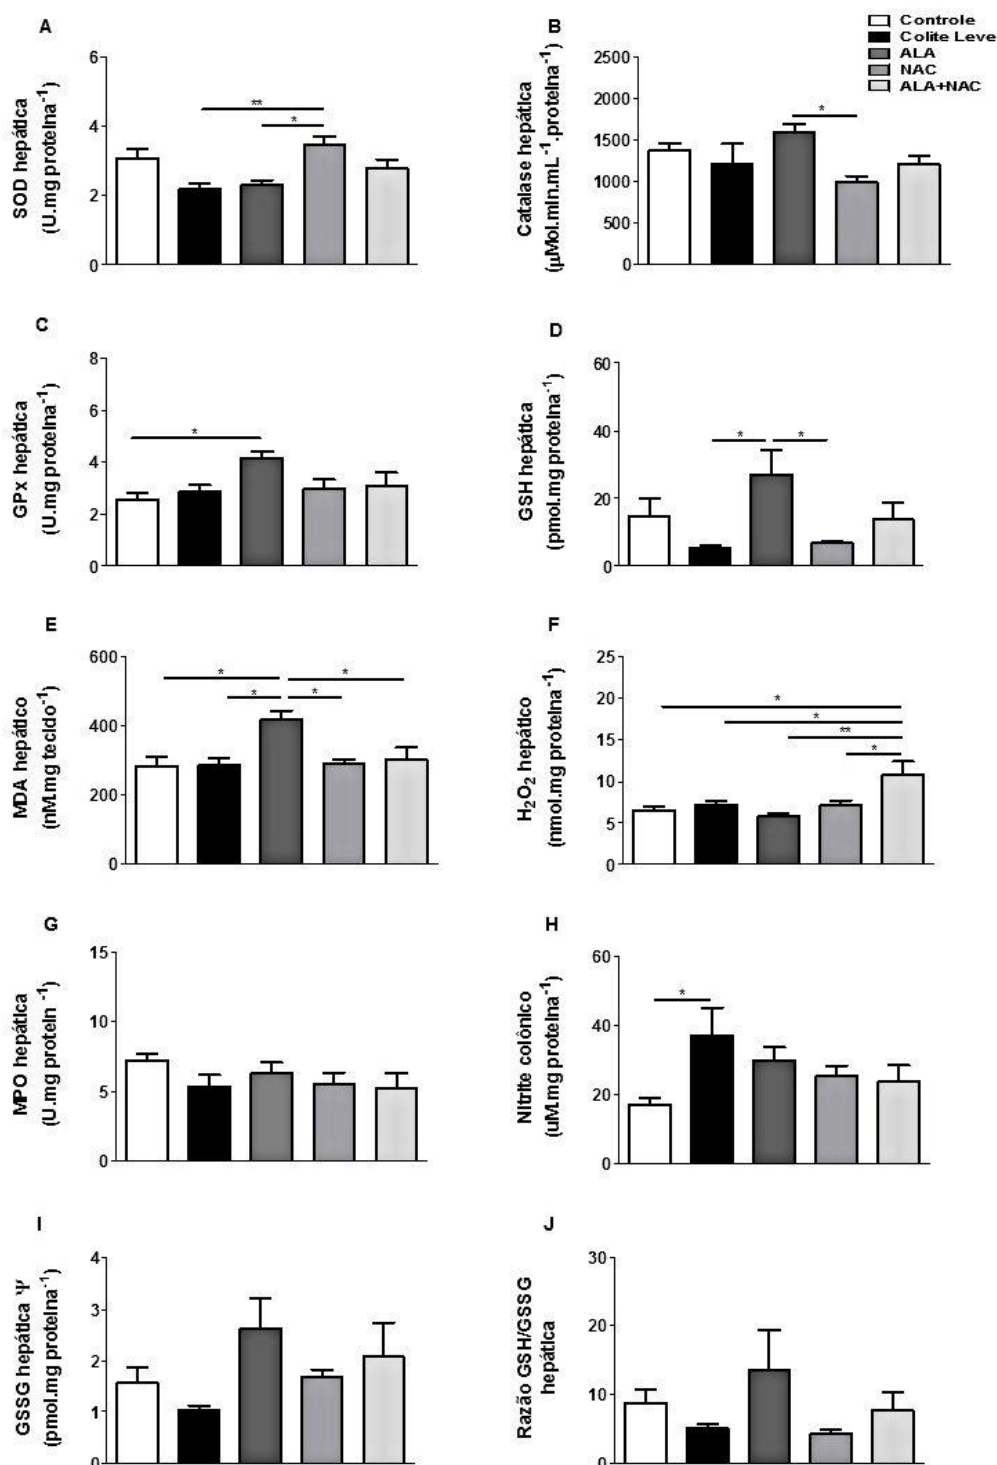 A
SOD hepática
(U.mg proteína-1)
6
4
2
0
**
*
B
Catalase hepática
(µMol.min.mL-1.proteína-1)
2500
2000
1500
1000
500
0
*
Controle
Colite Leve
ALA
NAC
ALA+NAC
C
GPx hepática
(U.mg proteína-1)
8
6
4
2
0
*
D
GSH hepática
(pmol.mg proteína-1)
60
40
20
0
*
*
E
MDA hepático
(nM.mg tecido-1)
600
400
200
0
*
*
*
*
F
H2O2 hepático
(nmol.mg proteína-1)
25
20
15
10
5
0
*
*
**
*
G
MPO hepática
(U.mg protein -1)
15
10
5
0
H
Nitrite colônico
(uM.mg proteína-1)
60
40
20
0
*
I
GSSG hepática Ψ
(pmol.mg proteína-1)
4
3
2
1
0
J
Razão GSH/GSSG
hepática
30
20
10
0